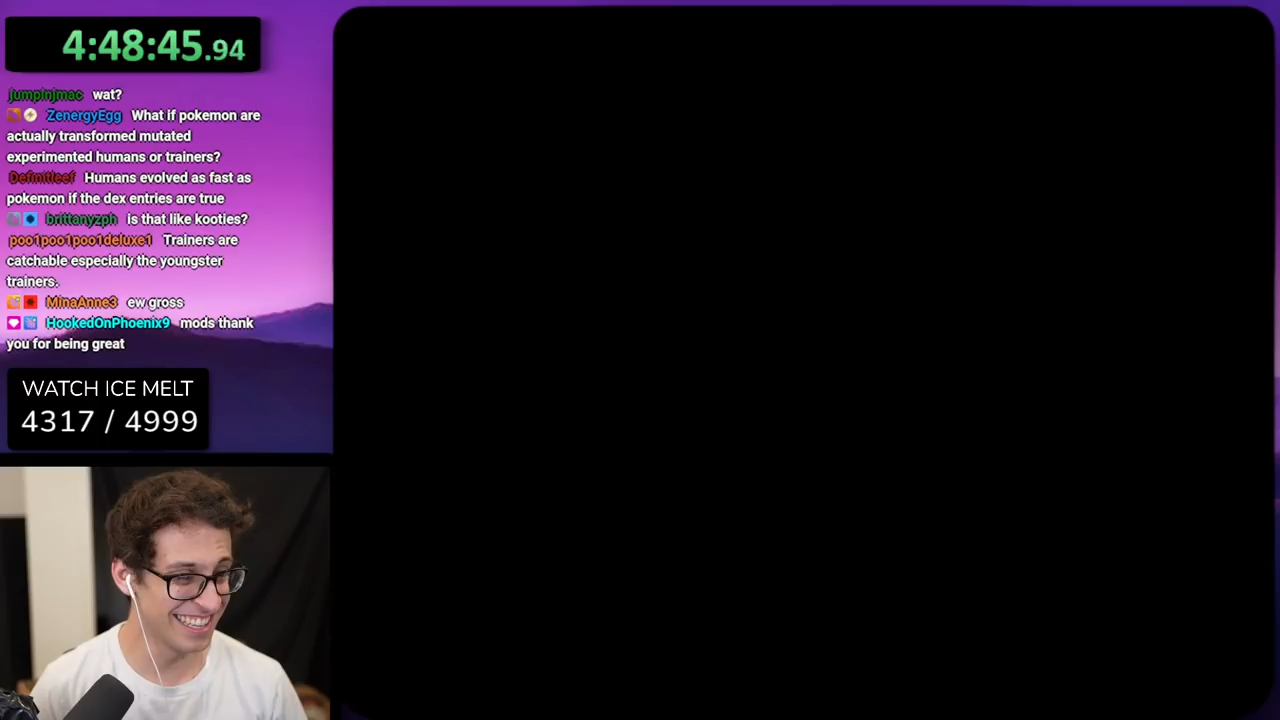 4:48:45.94
jumpinjmac wat?
ZenergyEgg What if pokemon are
actually transformed mutated
experimented humans or trainers?
Definitleef Humans evolved as fast as
pokemon if the dex entries are true
brittanyzph is that like kooties?
poo1poo1poo1deluxe1 Trainers are
catchable especially the youngster
trainers.
MinaAnne3 ew gross
HookedOnPhoenix9 mods thank
you for being great
WATCH ICE MELT
4317 / 4999